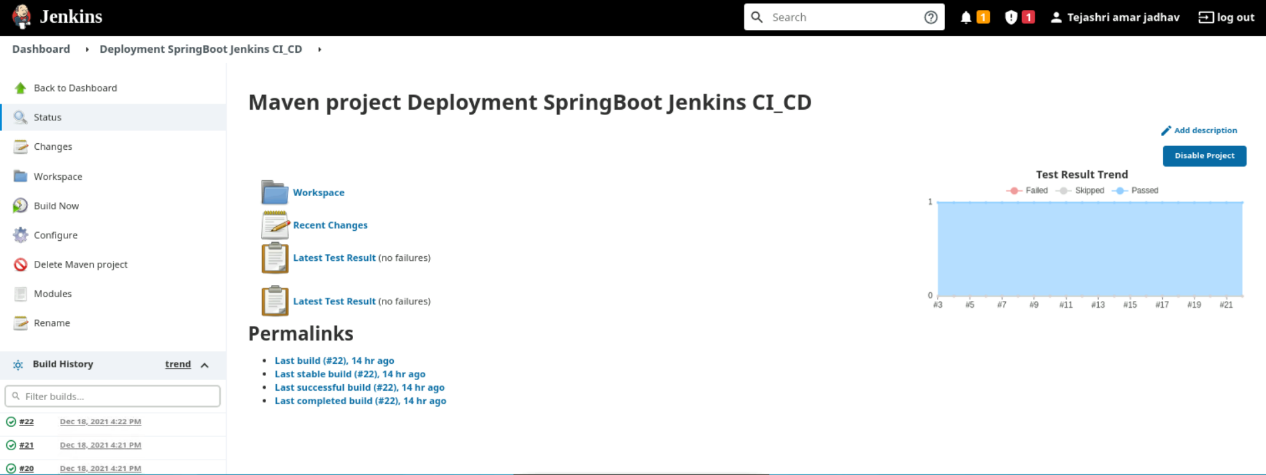 Jenkins
Search
1
1
Tejashri amar jadhav
log out
Dashboard
Deployment SpringBoot Jenkins CI_CD
Back to Dashboard
Status
Changes
Workspace
Build Now
Configure
Delete Maven project
Modules
Rename
Build History
trend
Filter builds...
#22 Dec 18, 2021 4:22 PM
#21 Dec 18, 2021 4:21 PM
#20 Dec 18, 2021 4:21 PM
Maven project Deployment SpringBoot Jenkins CI_CD
Add description
Disable Project
Workspace
Recent Changes
Latest Test Result (no failures)
Latest Test Result (no failures)
Permalinks
Last build (#22), 14 hr ago
Last stable build (#22), 14 hr ago
Last successful build (#22), 14 hr ago
Last completed build (#22), 14 hr ago
Test Result Trend
Failed Skipped Passed
1
0
#3 #5 #7 #9 #11 #13 #15 #17 #19 #21